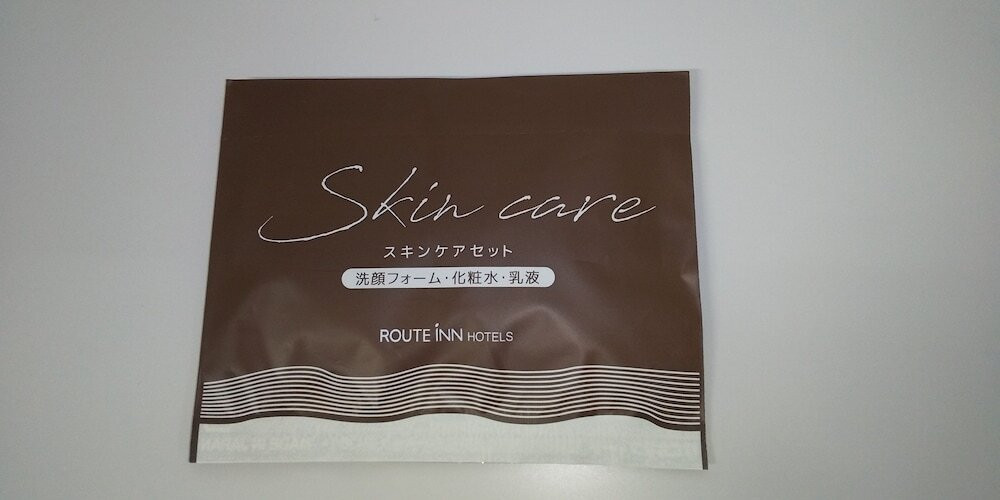 Skin care
スキンケアセット
洗顔フォーム・化粧水・乳液
ROUTE INN HOTELS